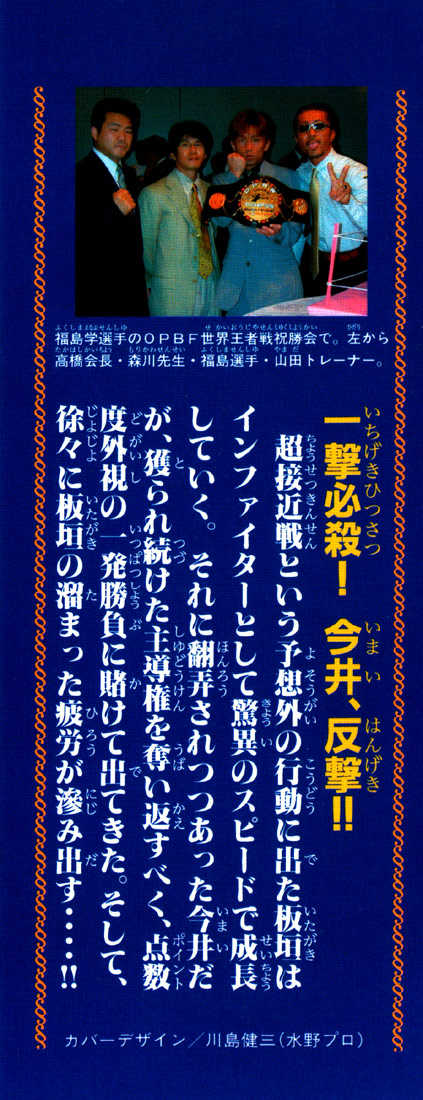 福島学選手のOPBF世界王者戦祝勝会で。左から
高橋会長・森川先生・福島選手・山田トレーナー。
一撃必殺！ 今井、反撃!!
超接近戦という予想外の行動に出た板垣は
インファイターとして驚異のスピードで成長
していく。それに翻弄されつつあった今井だ
が、獲られ続けた主導権を奪い返すべく、点数
度外視の一発勝負に賭けて出てきた。そして、
徐々に板垣の溜まった疲労が滲み出す・・・・!!
カバーデザイン／川島健三（水野プロ）